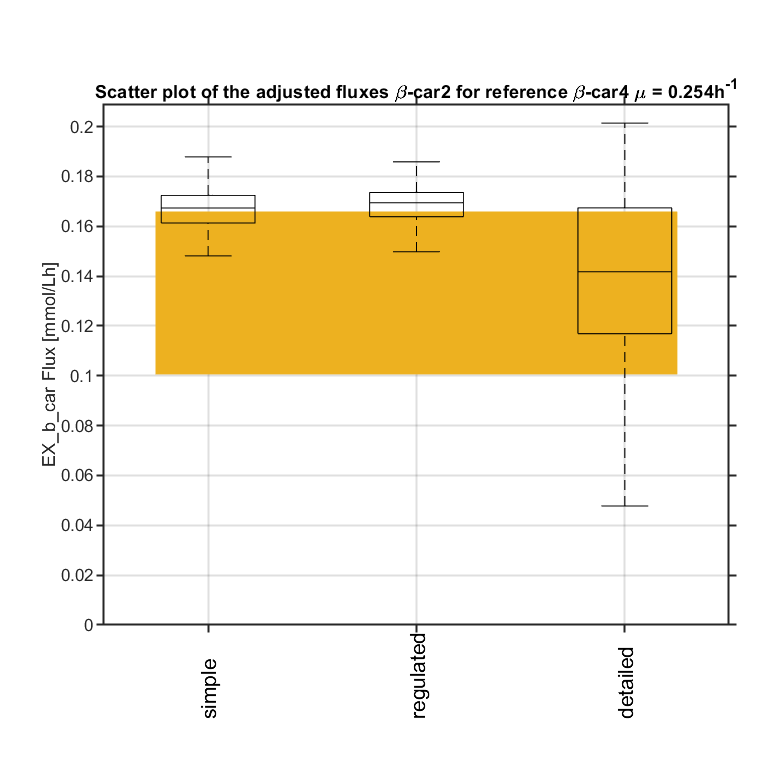 Scatter plot of the adjusted fluxes β-car2 for reference β-car4 μ = 0.254h⁻¹
EX_b_car Flux [mmol/Lh]
0.2
0.18
0.16
0.14
0.12
0.1
0.08
0.06
0.04
0.02
0
simple
regulated
detailed